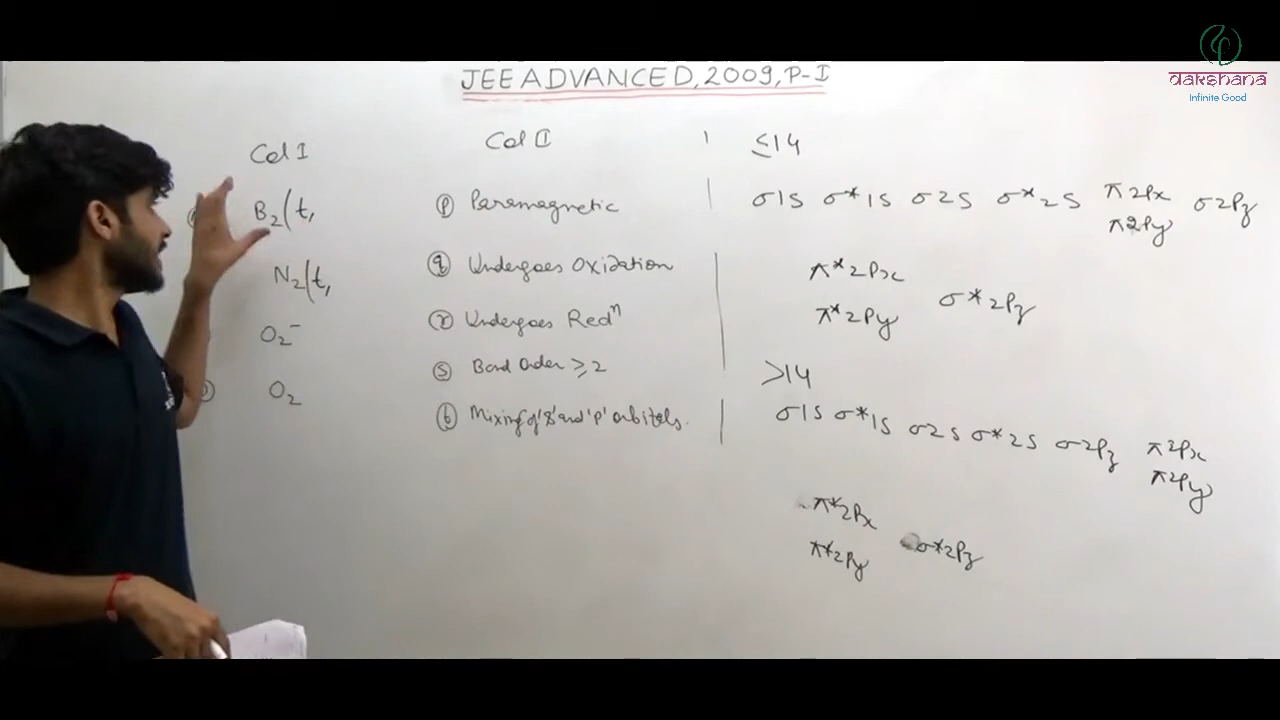 dakshana
Infinite Good
JEE ADVANCED, 2009, P-I
Col I
B₂(t,
N₂(t,
O₂⁻
O₂
Col II
(p) Paramagnetic
(q) Undergoes Oxidation
(r) Undergoes Redⁿ
(s) Bond Order ≥ 2
(t) Mixing of 's' and 'p' orbitals.
≤14
σ1s σ*1s σ2s σ*2s π2Px σ2Pz
π2Py
π*2Px
π*2Py σ*2Pz
>14
σ1s σ*1s σ2s σ*2s σ2Pz π2Px
π2Py
π*2Px
π*2Py σ*2Pz